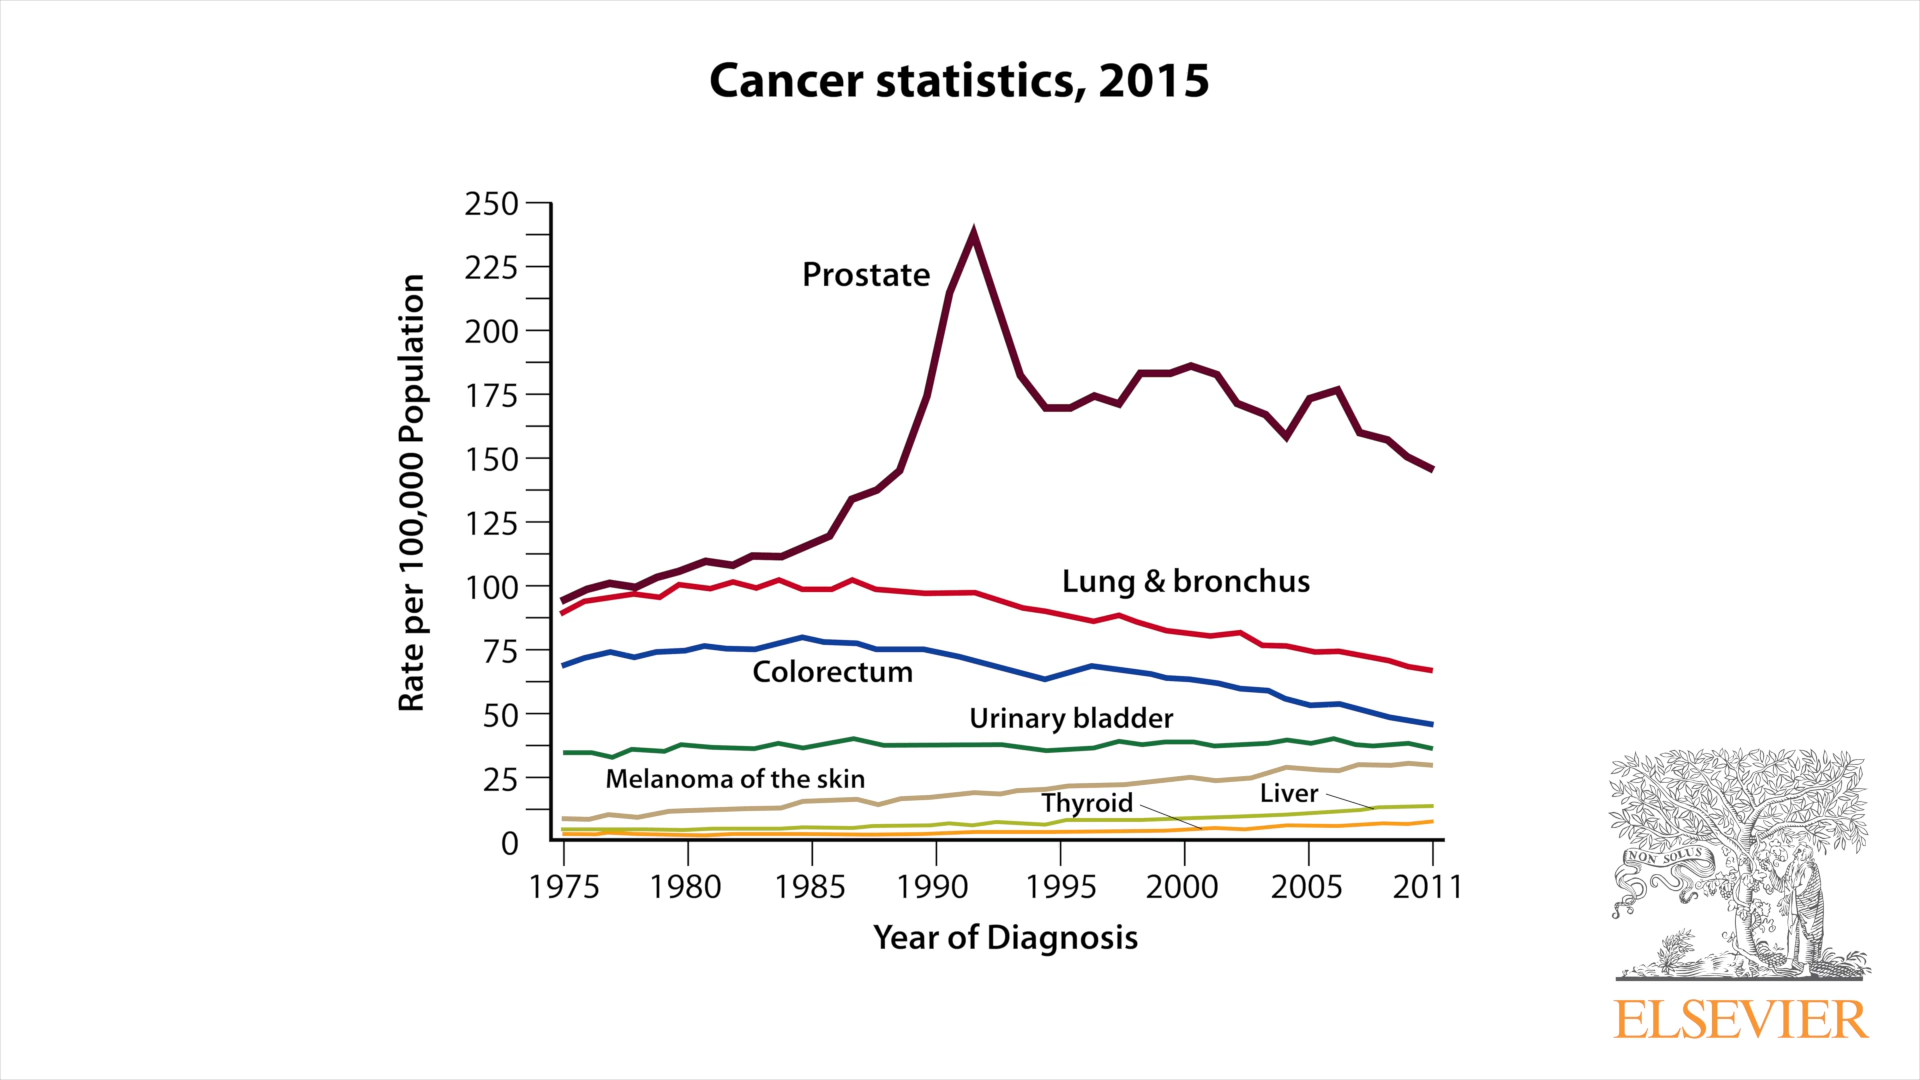 Cancer statistics, 2015
Rate per 100,000 Population
250
225
200
175
150
125
100
75
50
25
0
Prostate
Lung & bronchus
Colorectum
Urinary bladder
Melanoma of the skin
Thyroid
Liver
1975 1980 1985 1990 1995 2000 2005 2011
Year of Diagnosis
NON SOLUS
ELSEVIER